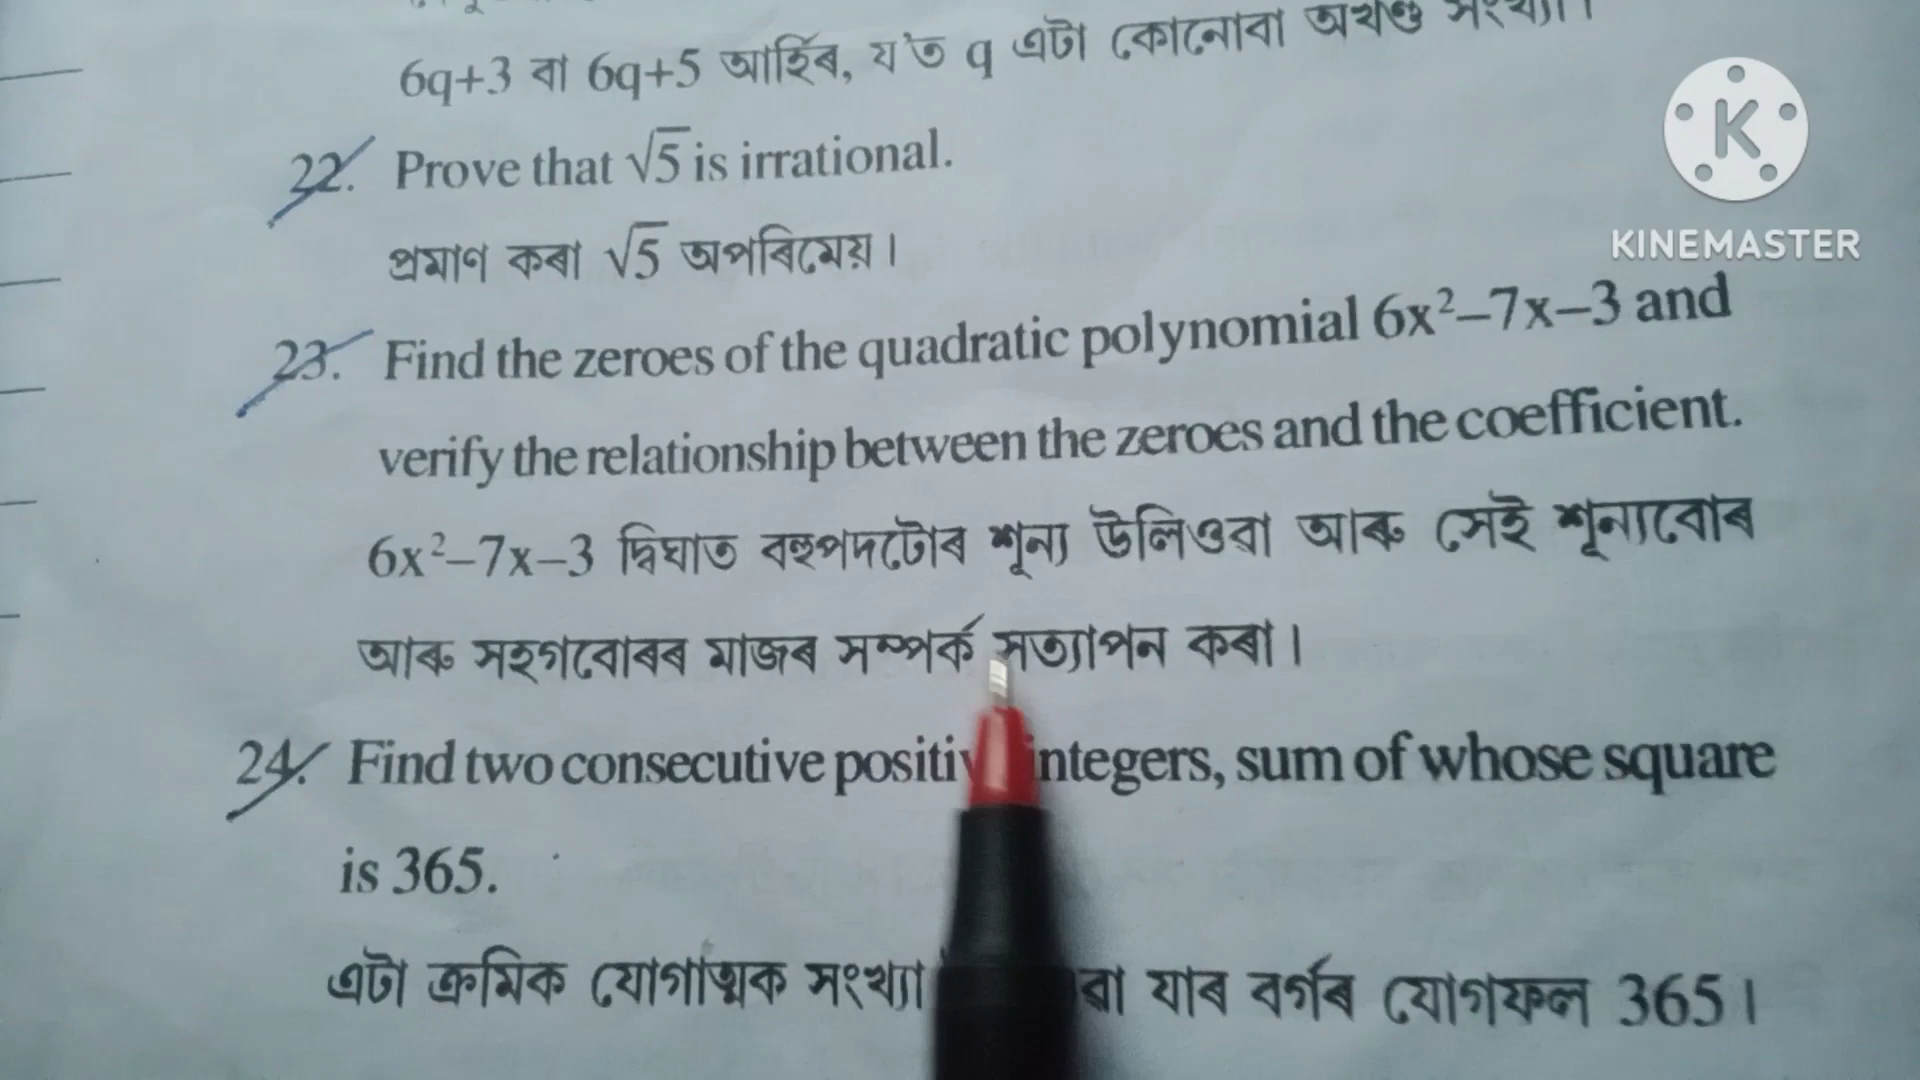 6q+3 বা 6q+5 আৰ্হিৰ, য'ত q এটা কোনোবা অখণ্ড সংখ্যা।
22. Prove that √5 is irrational.
প্ৰমাণ কৰা √5 অপৰিমেয়।
23. Find the zeroes of the quadratic polynomial 6x²–7x–3 and
verify the relationship between the zeroes and the coefficient.
6x²–7x–3 দ্বিঘাত বহুপদটোৰ শূন্য উলিওৱা আৰু সেই শূন্যবোৰ
আৰু সহগবোৰৰ মাজৰ সম্পৰ্ক সত্যাপন কৰা।
24. Find two consecutive positive integers, sum of whose square
is 365.
এটা ক্ৰমিক যোগাত্মক সংখ্যা যাৰ বৰ্গৰ যোগফল 365।
KINEMASTER